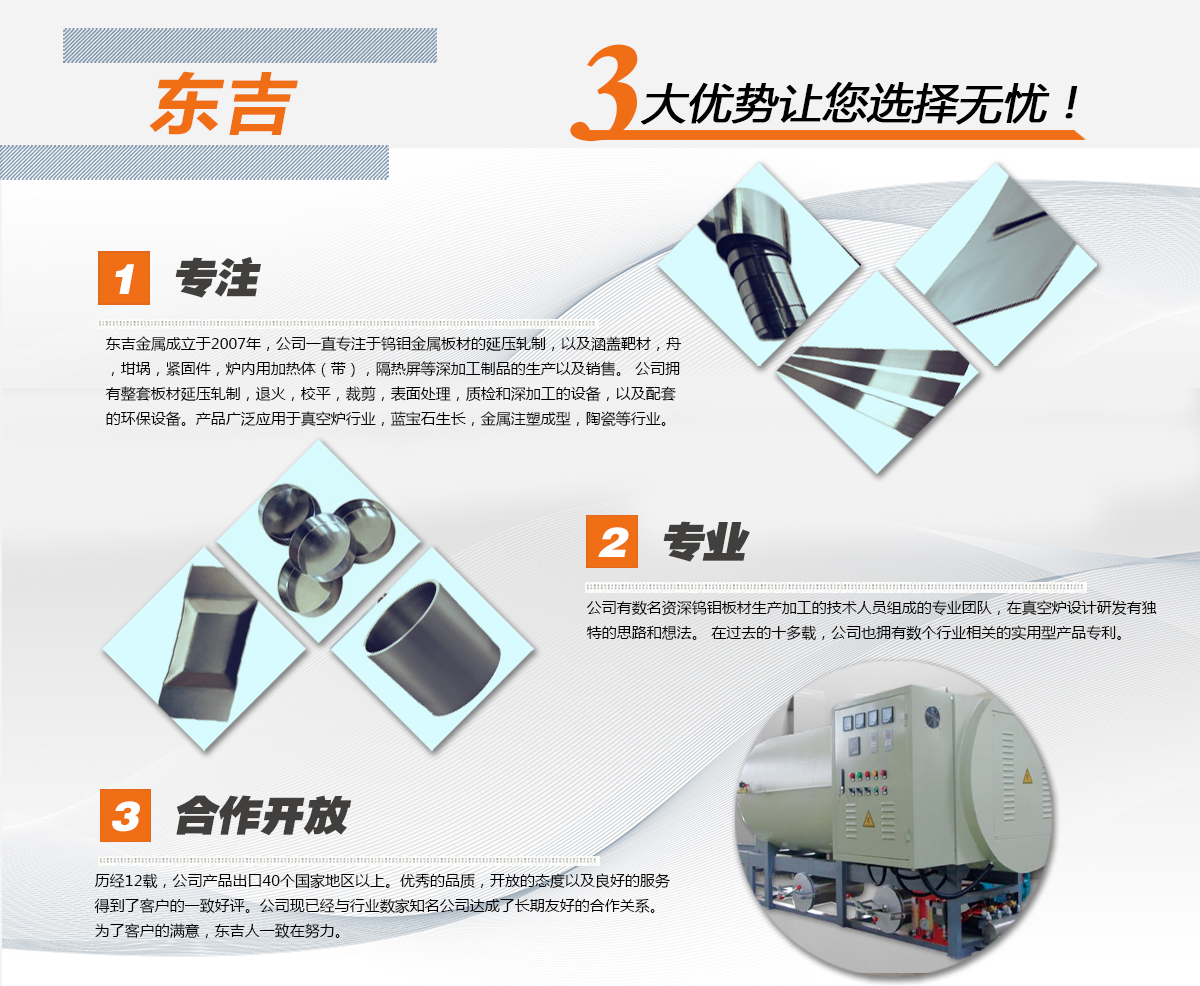 东吉
3大优势让您选择无忧！
1 专注
东吉金属成立于2007年，公司一直专注于钨钼金属板材的延压轧制，以及涵盖靶材，舟
，坩埚，紧固件，炉内用加热体（带），隔热屏等深加工制品的生产以及销售。 公司拥
有整套板材延压轧制，退火，校平，裁剪，表面处理，质检和深加工的设备，以及配套
的环保设备。产品广泛应用于真空炉行业，蓝宝石生长，金属注塑成型，陶瓷等行业。
2 专业
公司有数名资深钨钼板材生产加工的技术人员组成的专业团队，在真空炉设计研发有独
特的思路和想法。 在过去的十多载，公司也拥有数个行业相关的实用型产品专利。
3 合作开放
历经12载，公司产品出口40个国家地区以上。优秀的品质，开放的态度以及良好的服务
得到了客户的一致好评。公司现已经与行业数家知名公司达成了长期友好的合作关系。
为了客户的满意，东吉人一致在努力。